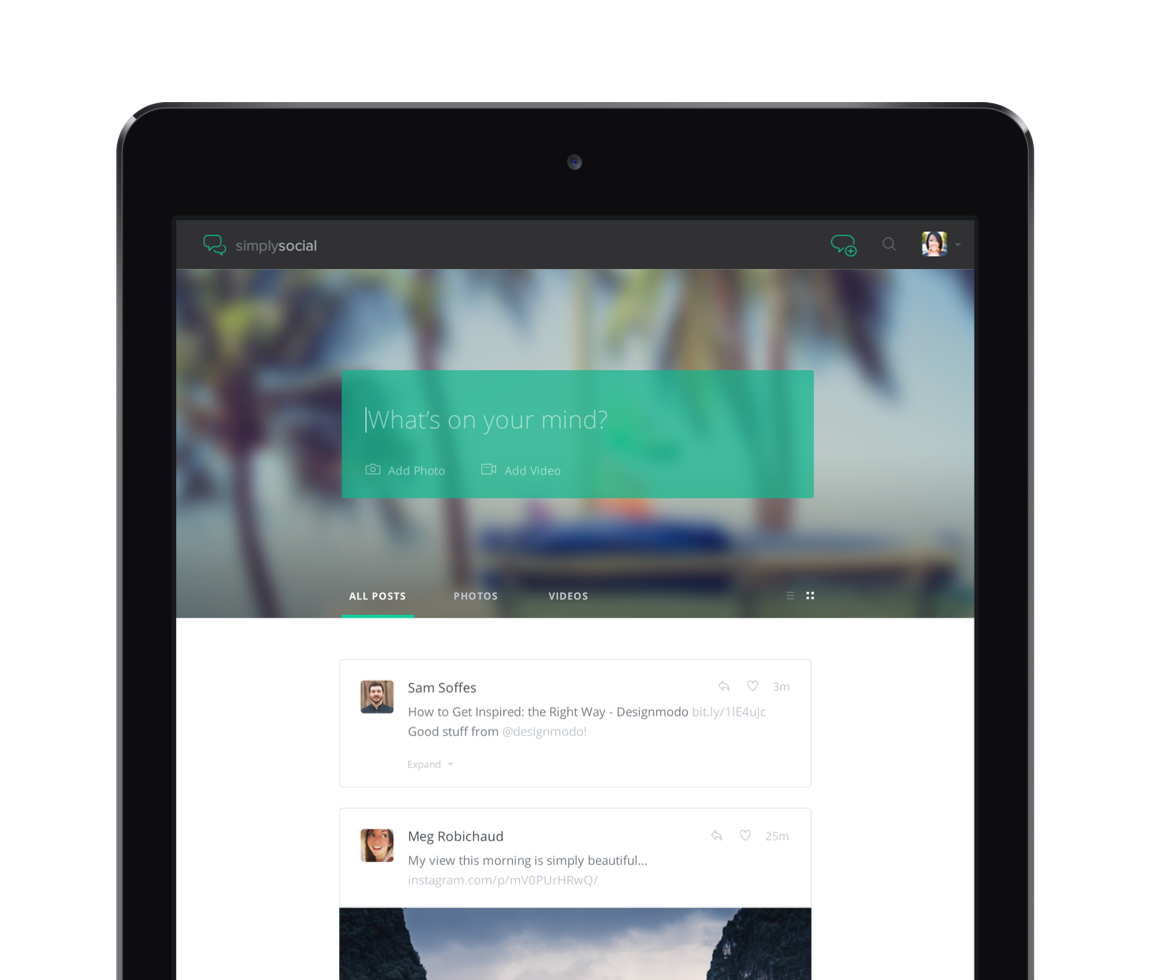 simplysocial
What's on your mind?
Add Photo Add Video
ALL POSTS PHOTOS VIDEOS
Sam Soffes 3m
How to Get Inspired: the Right Way - Designmodo bit.ly/1lE4uJc
Good stuff from @designmodo!
Expand
Meg Robichaud 25m
My view this morning is simply beautiful...
instagram.com/p/mV0PUrHRwQ/